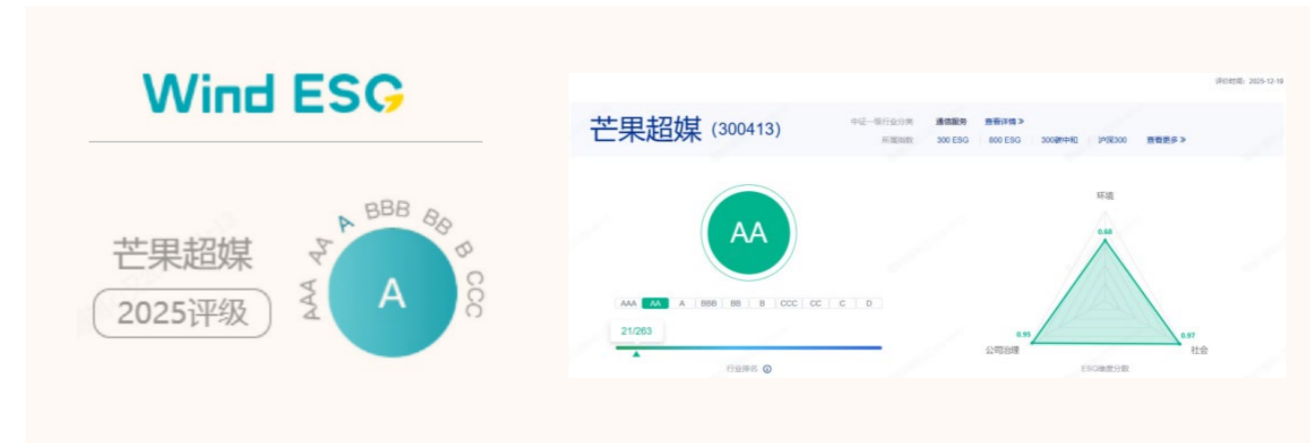 Wind ESG
芒果超媒
2025评级
AAA AA A BBB BB B CCC
A
评价时间：2025-12-19
芒果超媒 (300413)
中证一级行业分类 通信服务 查看详情
所属指数 300 ESG 800 ESG 300碳中和 沪深300 查看更多
AA
AAA AA A BBB BB B CCC CC C D
21/263
行业排名
环境
0.68
0.95
公司治理
0.97
社会
ESG维度分数